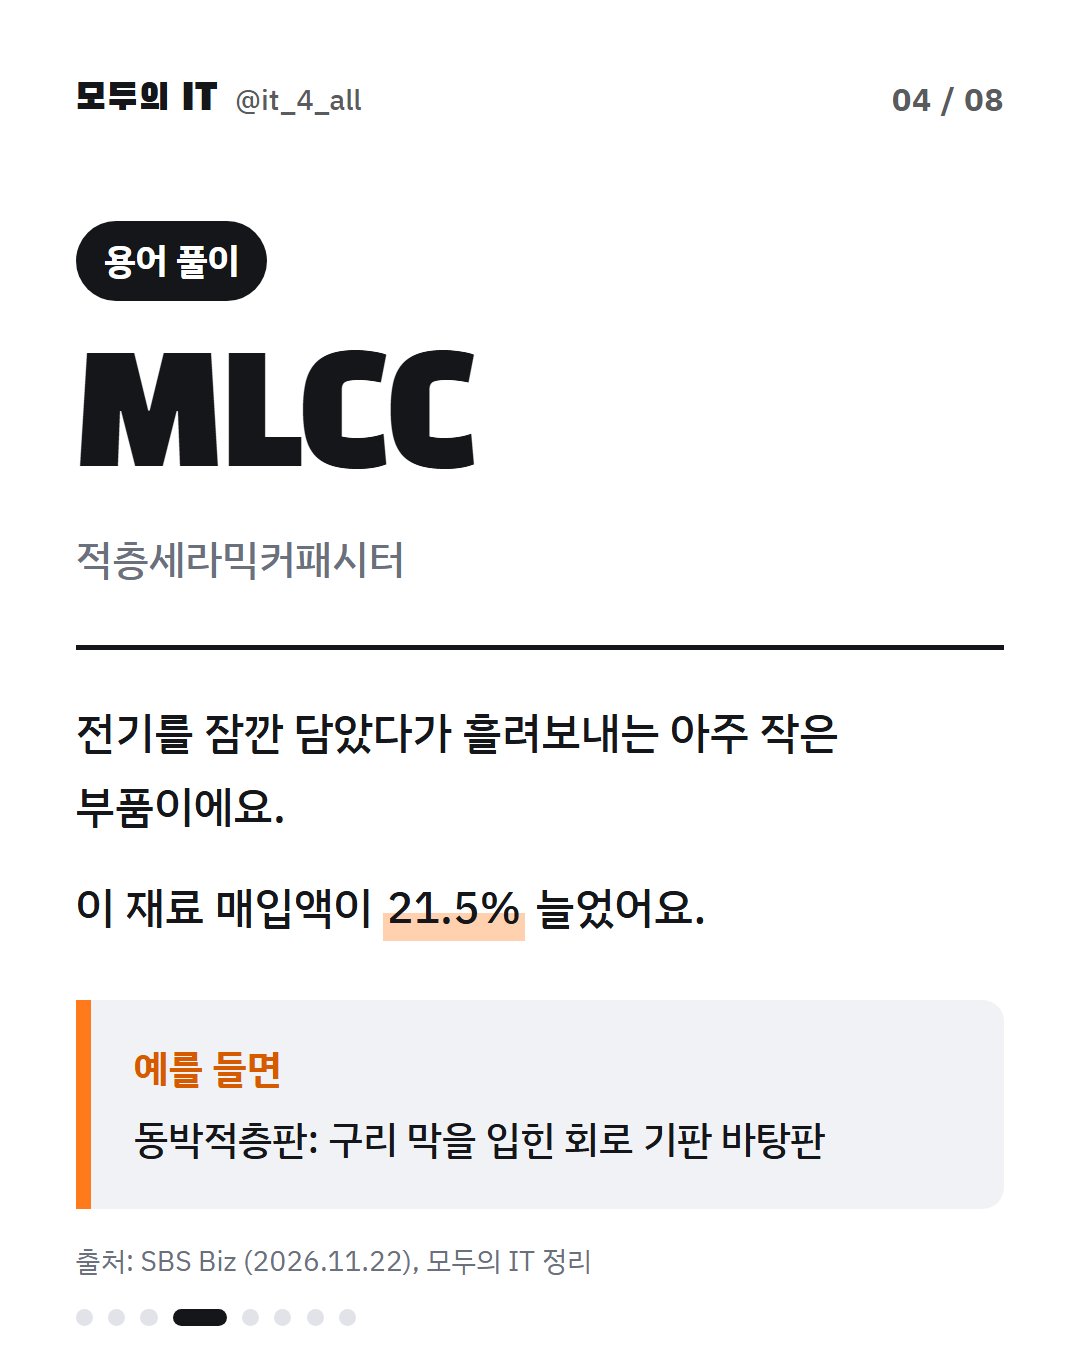 모두의 IT @it_4_all
04 / 08
용어 풀이
MLCC
적층세라믹커패시터
전기를 잠깐 담았다가 흘려보내는 아주 작은
부품이에요.
이 재료 매입액이 21.5% 늘었어요.
예를 들면
동박적층판: 구리 막을 입힌 회로 기판 바탕판
출처: SBS Biz (2026.11.22), 모두의 IT 정리